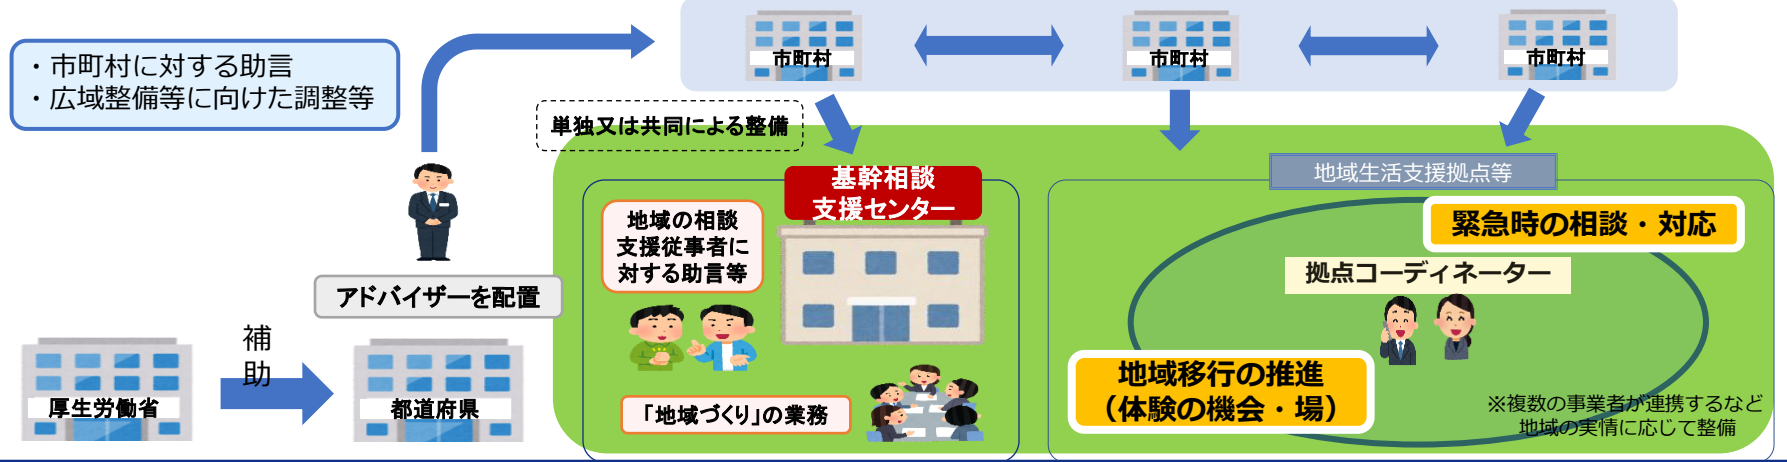 ・市町村に対する助言
・広域整備等に向けた調整等
市町村
市町村
市町村
単独又は共同による整備
基幹相談
支援センター
地域の相談
支援従事者に
対する助言等
「地域づくり」の業務
地域生活支援拠点等
緊急時の相談・対応
拠点コーディネーター
地域移行の推進
（体験の機会・場）
※複数の事業者が連携するなど
地域の実情に応じて整備
アドバイザーを配置
厚生労働省
補
助
都道府県